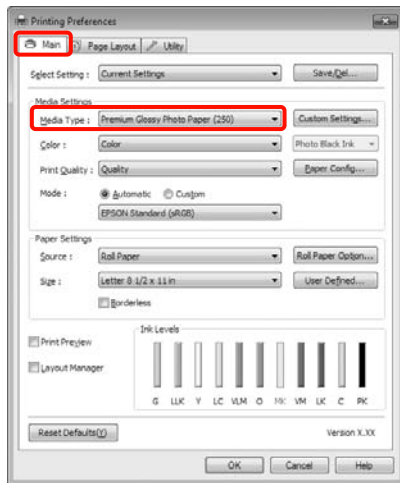 Printing Preferences
Main Page Layout Utility
Select Setting : Current Settings Save/Del...
Media Settings
Media Type : Premium Glossy Photo Paper (250) Custom Settings...
Color : Color Photo Black Ink
Print Quality : Quality Paper Config...
Mode : Automatic Custom
EPSON Standard (sRGB)
Paper Settings
Source : Roll Paper Roll Paper Option...
Size : Letter 8 1/2 x 11 in User Defined...
Borderless
Ink Levels
Print Preview
Layout Manager
G LLK Y LC VLM O MK VM LK C PK
Reset Defaults(Y) Version X.XX
OK Cancel Help